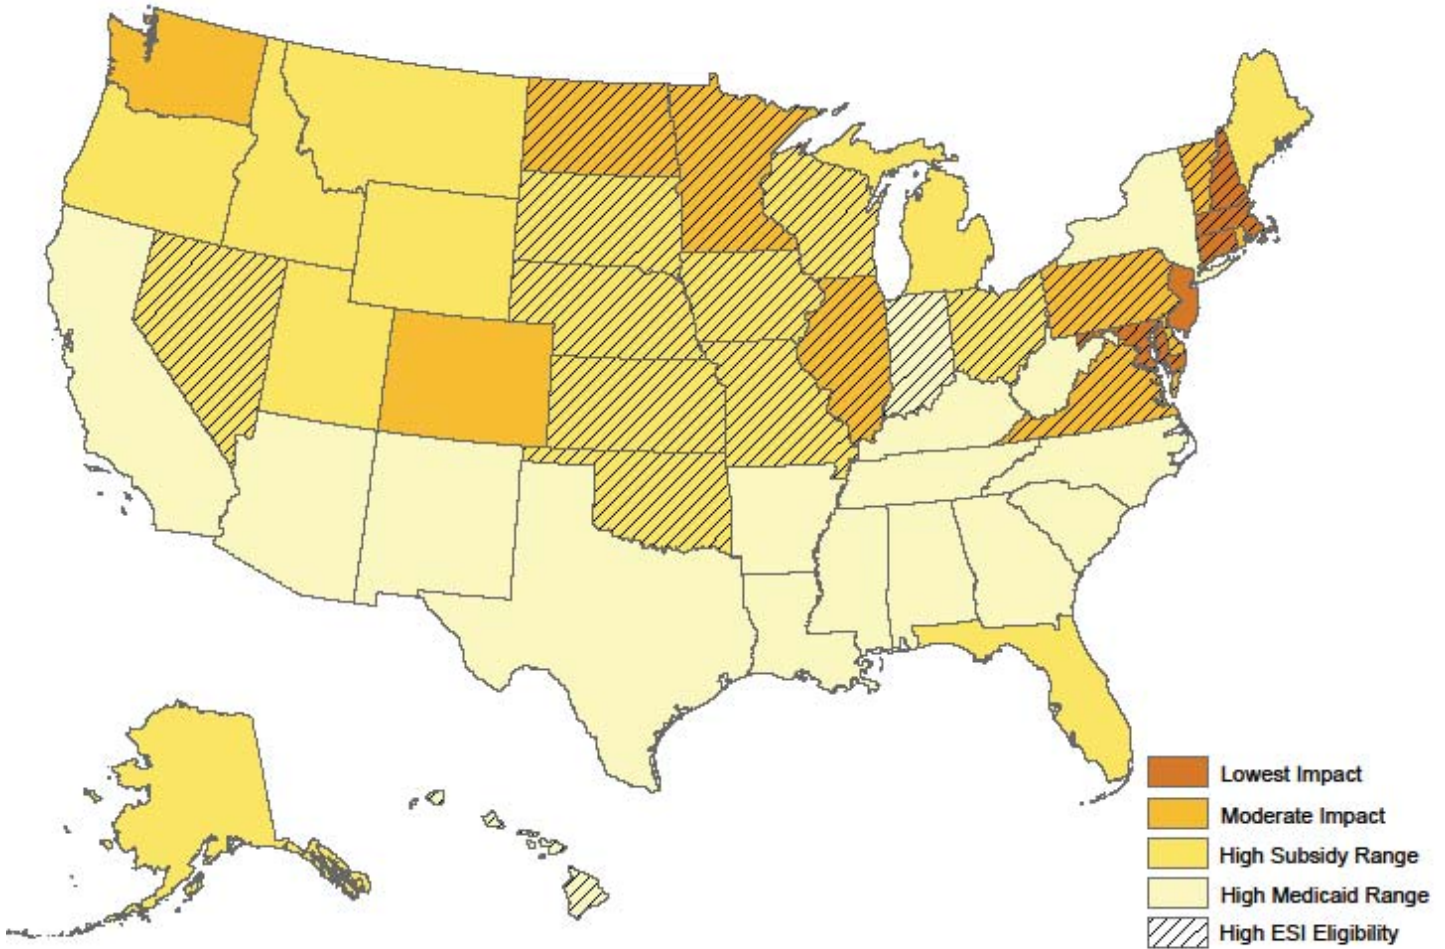 Lowest Impact
Moderate Impact
High Subsidy Range
High Medicaid Range
High ESI Eligibility